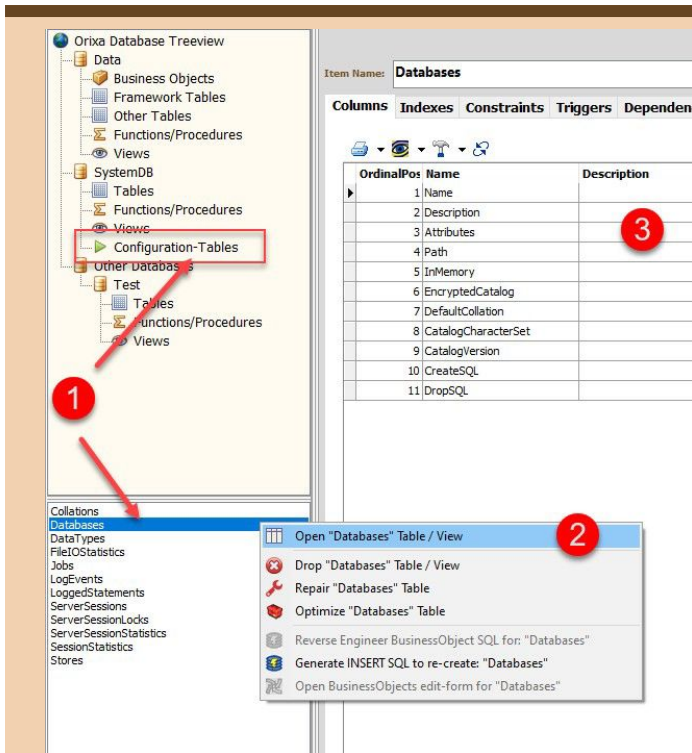 Orixa Database Treeview
Data
Business Objects
Framework Tables
Other Tables
Functions/Procedures
Views
SystemDB
Tables
Functions/Procedures
Views
Configuration-Tables
Other Databases
Test
Tables
Functions/Procedures
Views
1
Collations
Databases
DataTypes
FileIOStatistics
Jobs
LogEvents
LoggedStatements
ServerSessions
ServerSessionLocks
ServerSessionStatistics
SessionStatistics
Stores
Item Name: Databases
Columns Indexes Constraints Triggers Dependen
OrdinalPos Name Description
1 Name
2 Description
3 Attributes
4 Path
5 InMemory
6 EncryptedCatalog
7 DefaultCollation
8 CatalogCharacterSet
9 CatalogVersion
10 CreateSQL
11 DropSQL
3
Open "Databases" Table / View
2
Drop "Databases" Table / View
Repair "Databases" Table
Optimize "Databases" Table
Reverse Engineer BusinessObject SQL for: "Databases"
Generate INSERT SQL to re-create: "Databases"
Open BusinessObjects edit-form for "Databases"